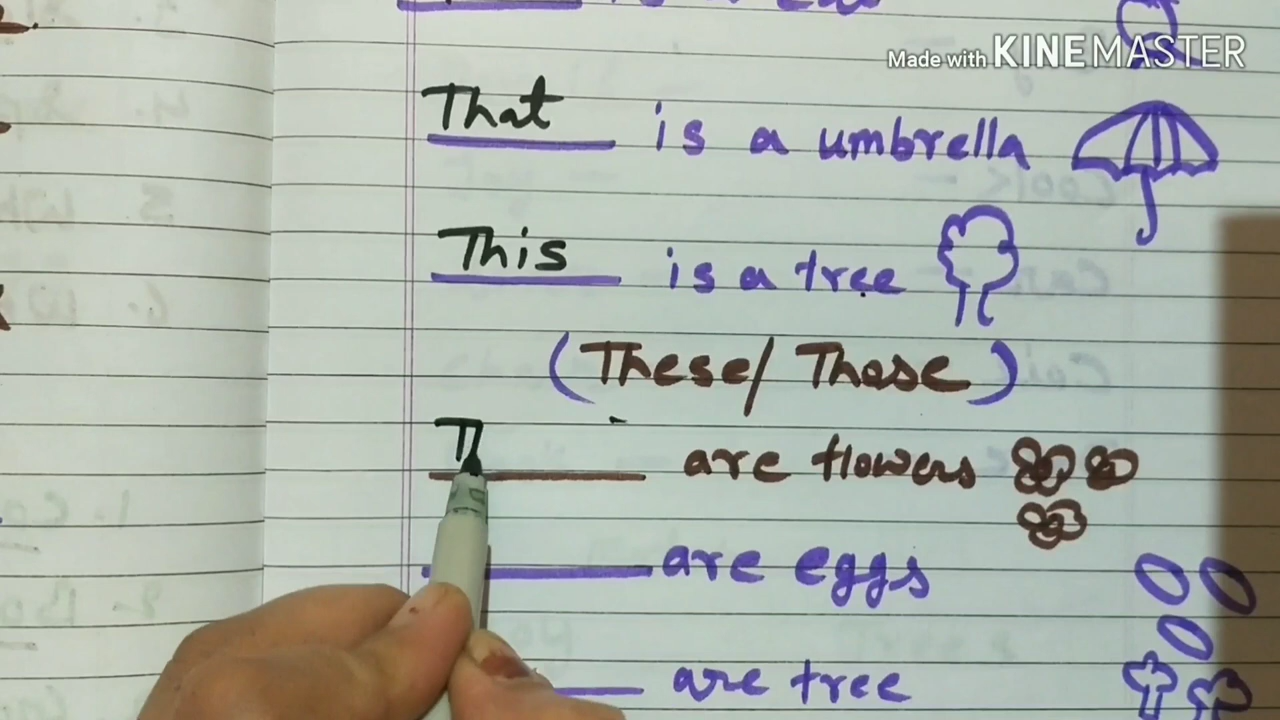 Made with KINEMASTER
That is a umbrella
This is a tree
(These/ Those)
are flowers
are eggs
are tree